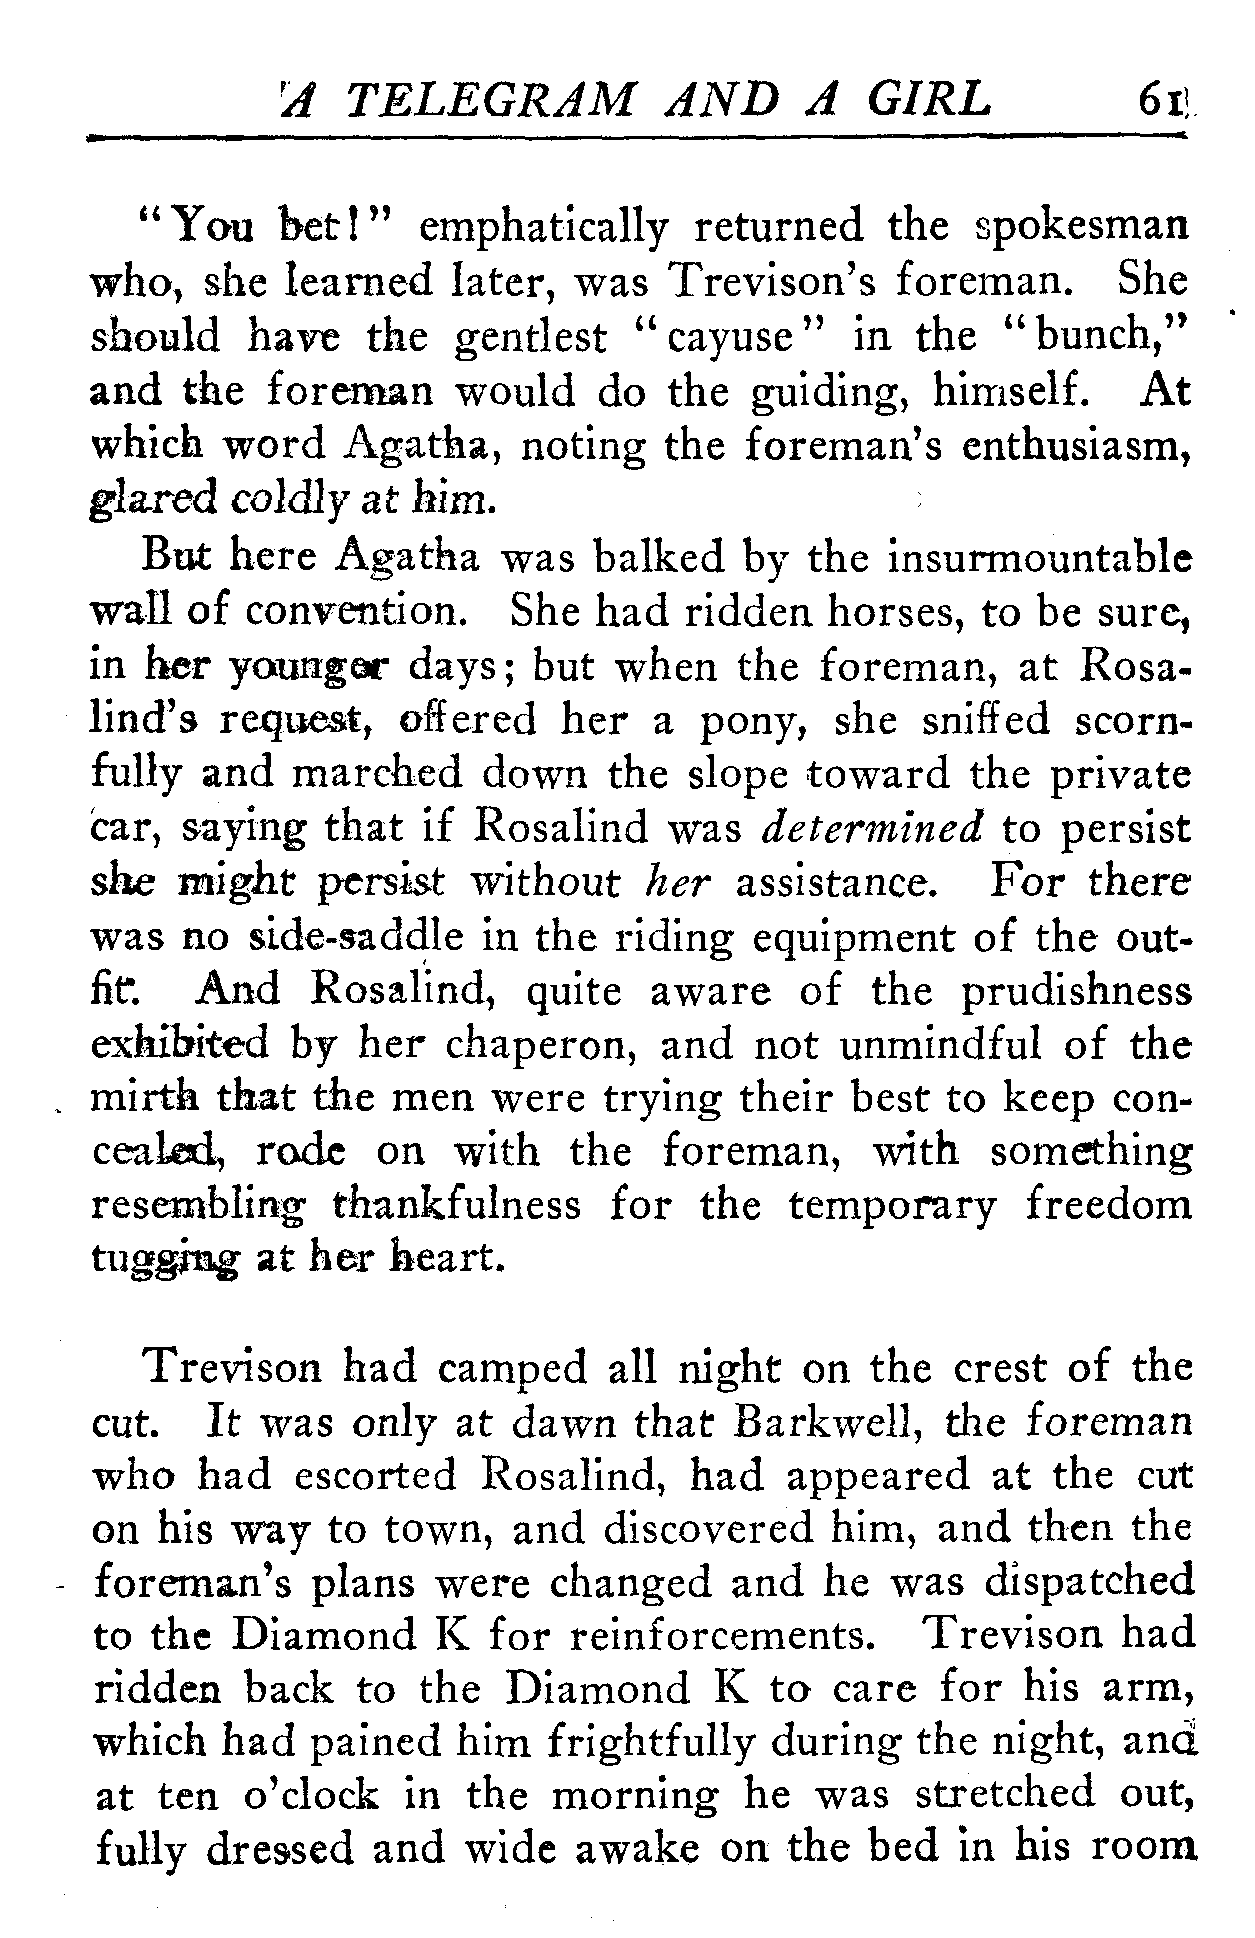 A TELEGRAM AND A GIRL 61
"You bet!" emphatically returned the spokesman
who, she learned later, was Trevison's foreman. She
should have the gentlest "cayuse" in the "bunch,"
and the foreman would do the guiding, himself. At
which word Agatha, noting the foreman's enthusiasm,
glared coldly at him.
But here Agatha was balked by the insurmountable
wall of convention. She had ridden horses, to be sure,
in her younger days; but when the foreman, at Rosa-
lind's request, offered her a pony, she sniffed scorn-
fully and marched down the slope toward the private
car, saying that if Rosalind was determined to persist
she might persist without her assistance. For there
was no side-saddle in the riding equipment of the out-
fit. And Rosalind, quite aware of the prudishness
exhibited by her chaperon, and not unmindful of the
mirth that the men were trying their best to keep con-
cealed, rode on with the foreman, with something
resembling thankfulness for the temporary freedom
tugging at her heart.
Trevison had camped all night on the crest of the
cut. It was only at dawn that Barkwell, the foreman
who had escorted Rosalind, had appeared at the cut
on his way to town, and discovered him, and then the
foreman's plans were changed and he was dispatched
to the Diamond K for reinforcements. Trevison had
ridden back to the Diamond K to care for his arm,
which had pained him frightfully during the night, and
at ten o'clock in the morning he was stretched out,
fully dressed and wide awake on the bed in his room